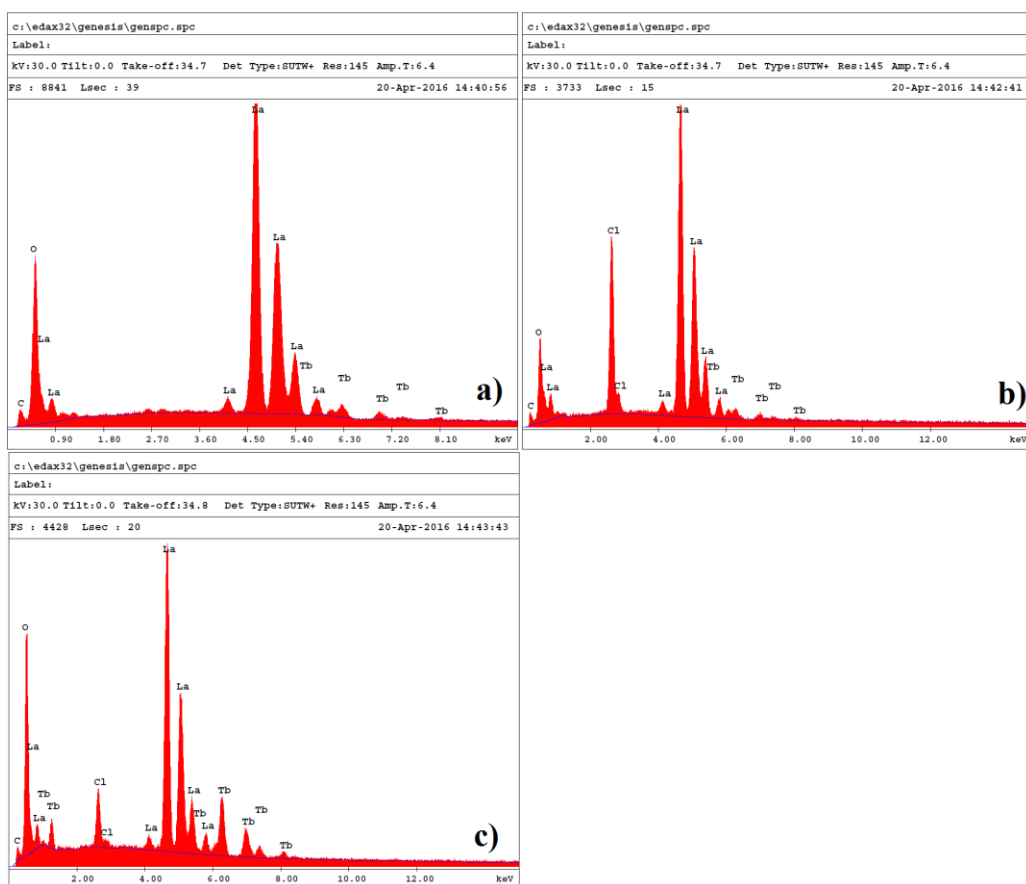 c:\edax32\genesis\genspc.spc
Label:
kV:30.0 Tilt:0.0 Take-off:34.7 Det Type:SUTW+ Res:145 Amp.T:6.4
FS : 8841 Lsec : 39 20-Apr-2016 14:40:56
La
O
La
La
La
Tb
La
La
La
Tb
Tb
C
Tb
Tb
a)
0.90 1.80 2.70 3.60 4.50 5.40 6.30 7.20 8.10 keV
c:\edax32\genesis\genspc.spc
Label:
kV:30.0 Tilt:0.0 Take-off:34.7 Det Type:SUTW+ Res:145 Amp.T:6.4
FS : 3733 Lsec : 15 20-Apr-2016 14:42:41
La
Cl
La
O
La
La
Tb
Tb
Tb
La
Cl
La
La
C
Tb
Tb
b)
2.00 4.00 6.00 8.00 10.00 12.00 keV
c:\edax32\genesis\genspc.spc
Label:
kV:30.0 Tilt:0.0 Take-off:34.8 Det Type:SUTW+ Res:145 Amp.T:6.4
FS : 4428 Lsec : 20 20-Apr-2016 14:43:43
La
O
La
La
Cl
La
Tb
Tb
Tb
Tb
Tb
La
Cl
La
La
Tb
C
Tb
c)
2.00 4.00 6.00 8.00 10.00 12.00 keV